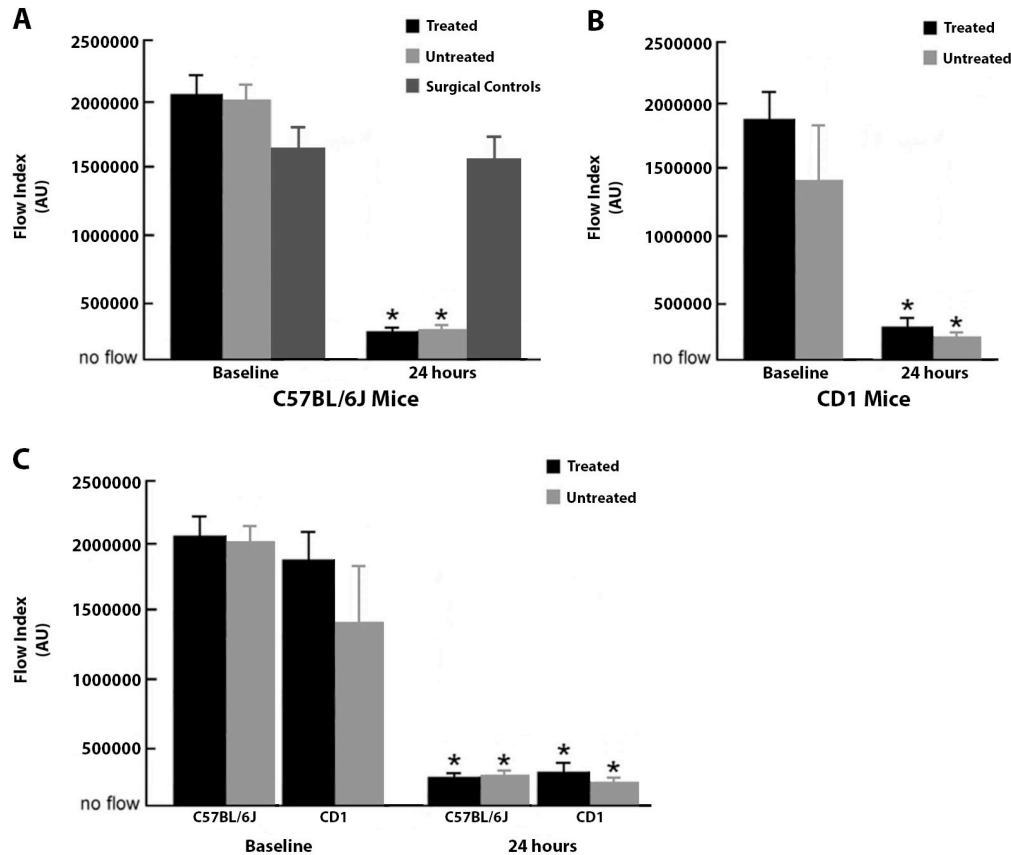 A
Treated
Untreated
Surgical Controls
2500000
2000000
1500000
1000000
500000
no flow
Flow Index
(AU)
* *
Baseline 24 hours
C57BL/6J Mice
B
Treated
Untreated
2500000
2000000
1500000
1000000
500000
no flow
Flow Index
(AU)
* *
Baseline 24 hours
CD1 Mice
C
Treated
Untreated
2500000
2000000
1500000
1000000
500000
no flow
Flow Index
(AU)
* * * *
C57BL/6J CD1 C57BL/6J CD1
Baseline 24 hours